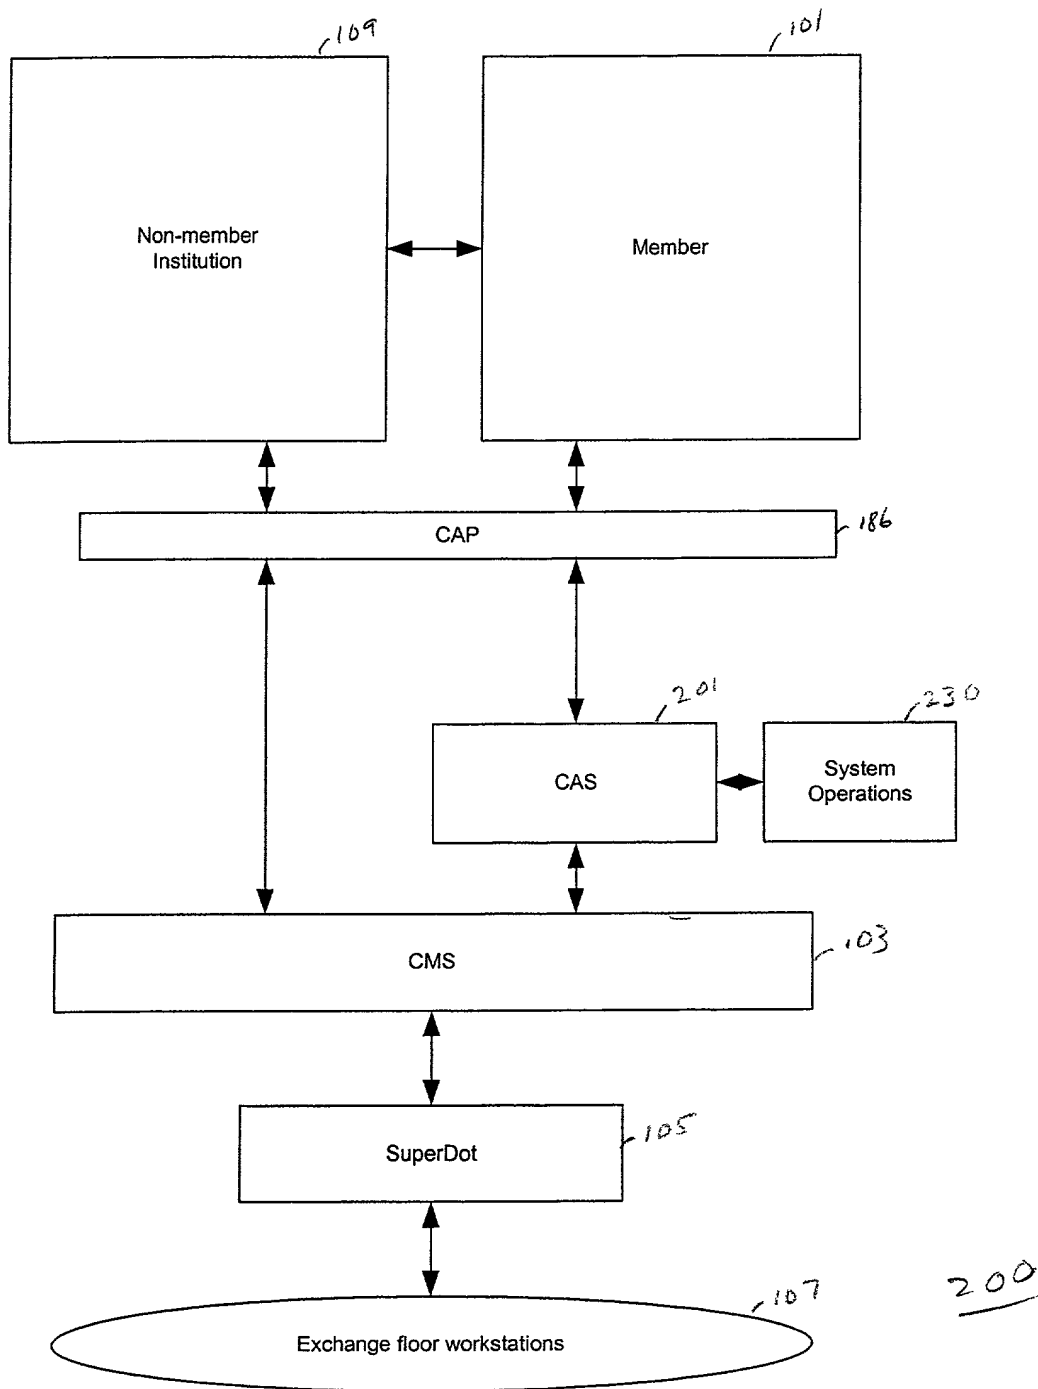 109
101
Non-member
Institution
Member
CAP
186
201
230
CAS
System
Operations
CMS
103
SuperDot
105
107
200
Exchange floor workstations